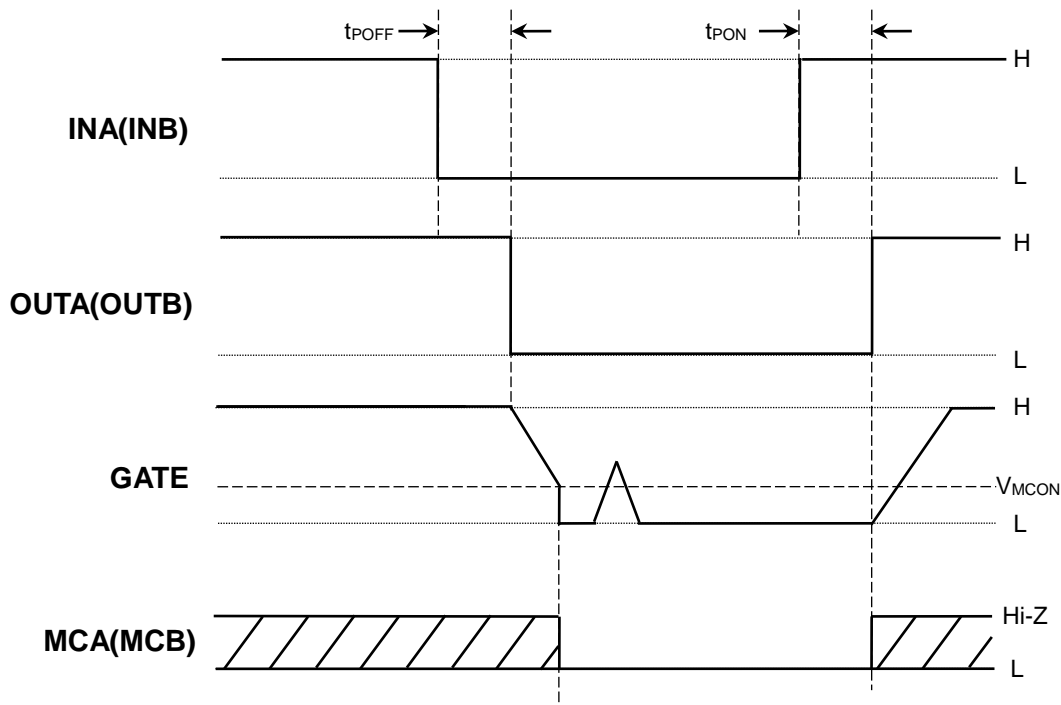 tPOFF
tPON
H
INA(INB)
L
H
OUTA(OUTB)
L
H
GATE
VMCON
L
Hi-Z
MCA(MCB)
L